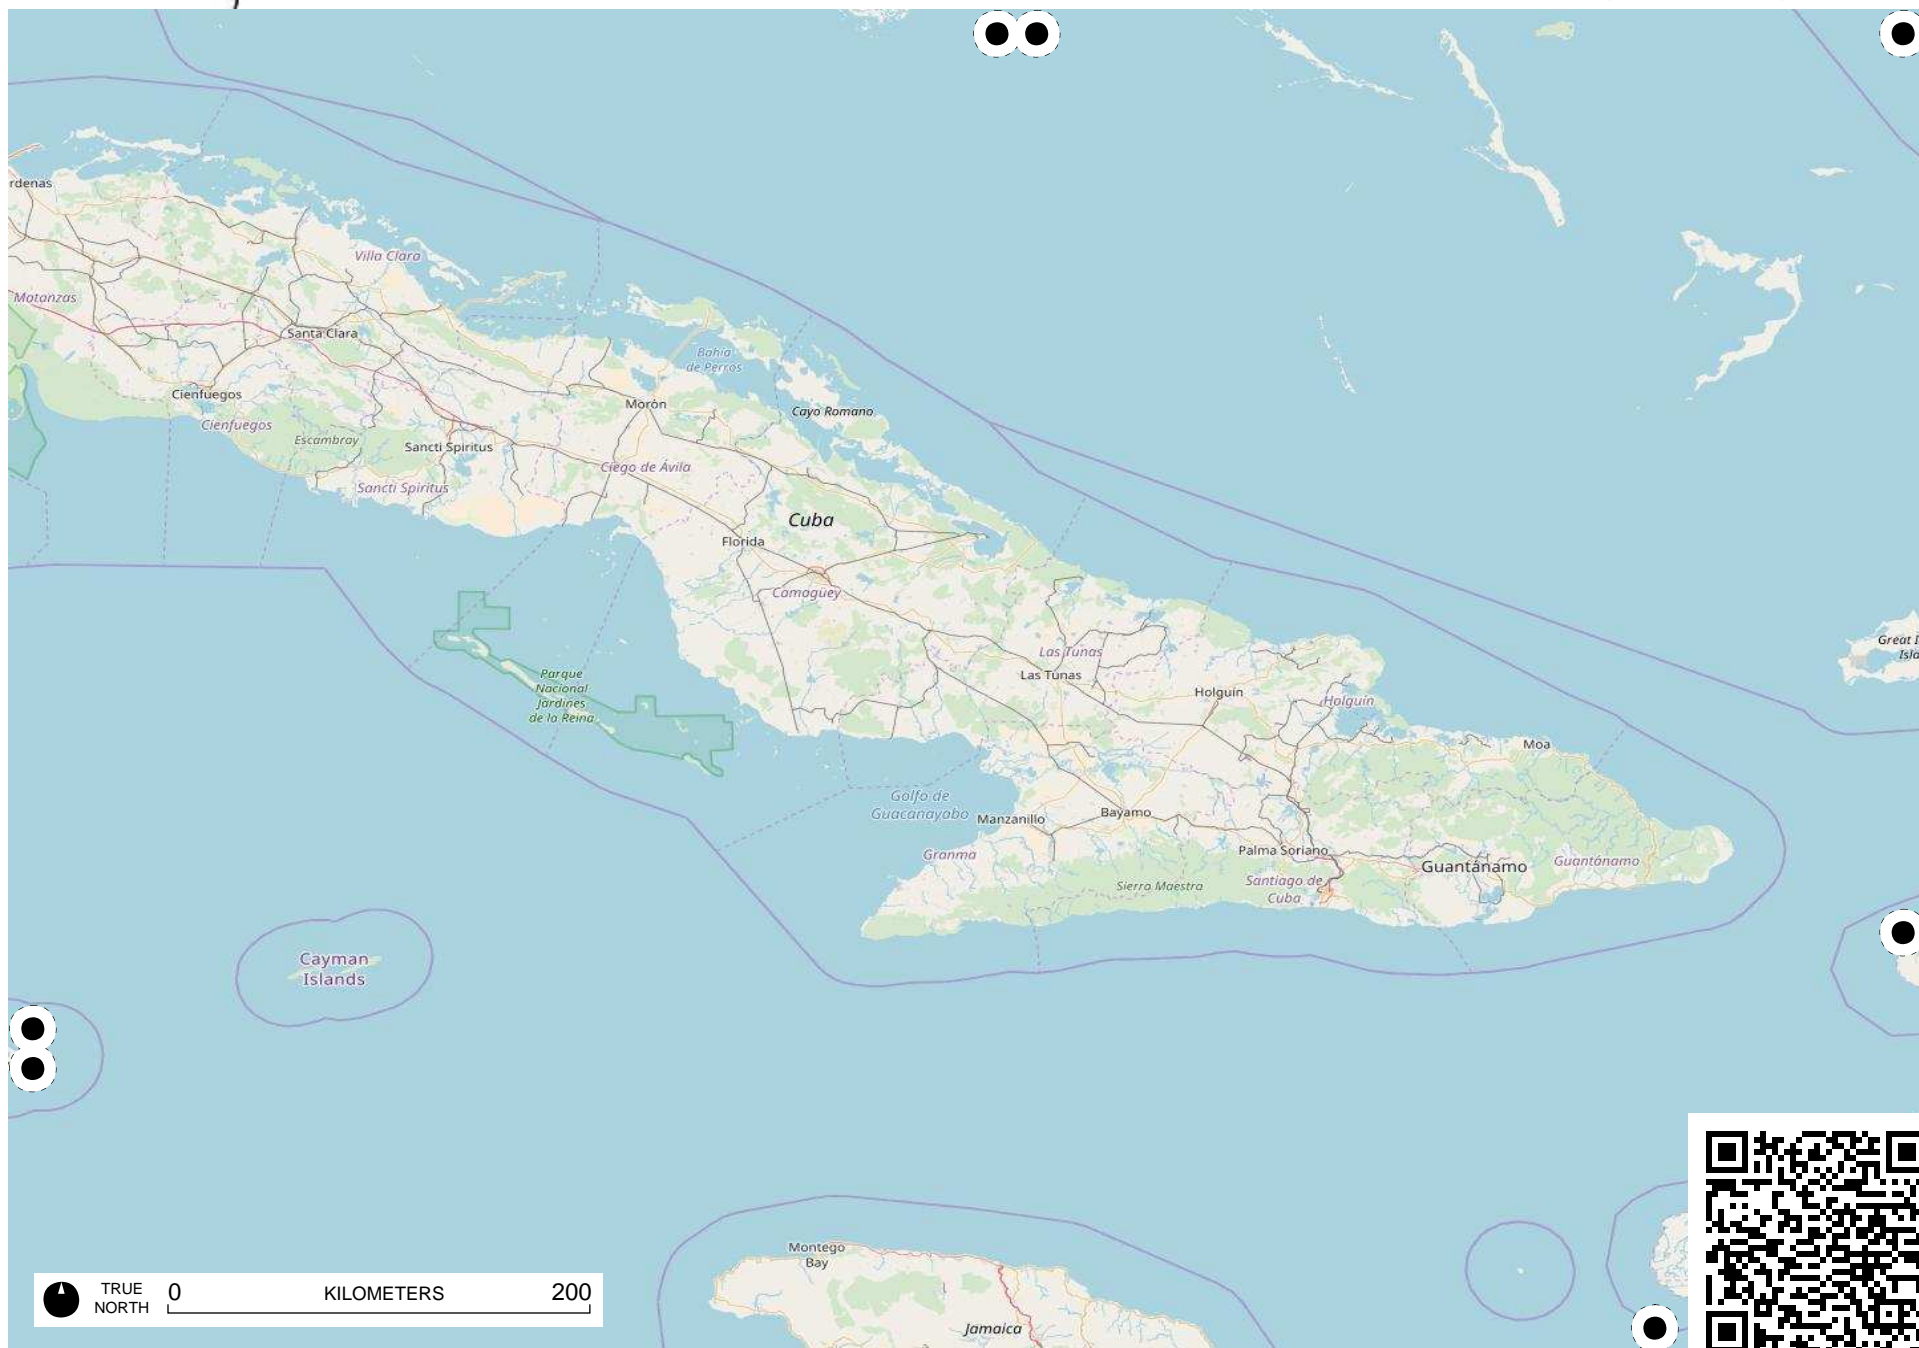 rdenas
Villa Clara
Matanzas
Santa Clara
Bahía
de Perros
Cienfuegos
Morón
Cayo Romano
Cienfuegos
Escambray
Sancti Spíritus
Ciego de Ávila
Sancti Spíritus
Cuba
Florida
Camagüey
Great I
Isla
Las Tunas
Las Tunas
Parque
Nacional
Jardines
de la Reina
Holguín
Holguín
Moa
Golfo de
Guacanayabo
Manzanillo
Bayamo
Granma
Palma Soriano
Guantánamo
Guantánamo
Sierra Maestra
Santiago de
Cuba
Cayman
Islands
Montego
Bay
TRUE
NORTH
0 KILOMETERS 200
Jamaica